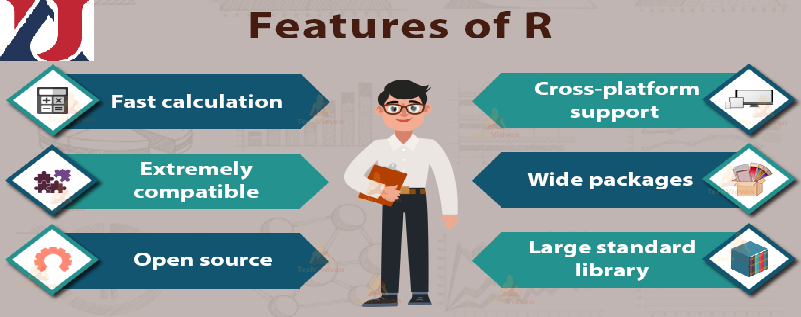 Features of R
Fast calculation
Extremely
compatible
Open source
Cross-platform
support
Wide packages
Large standard
library